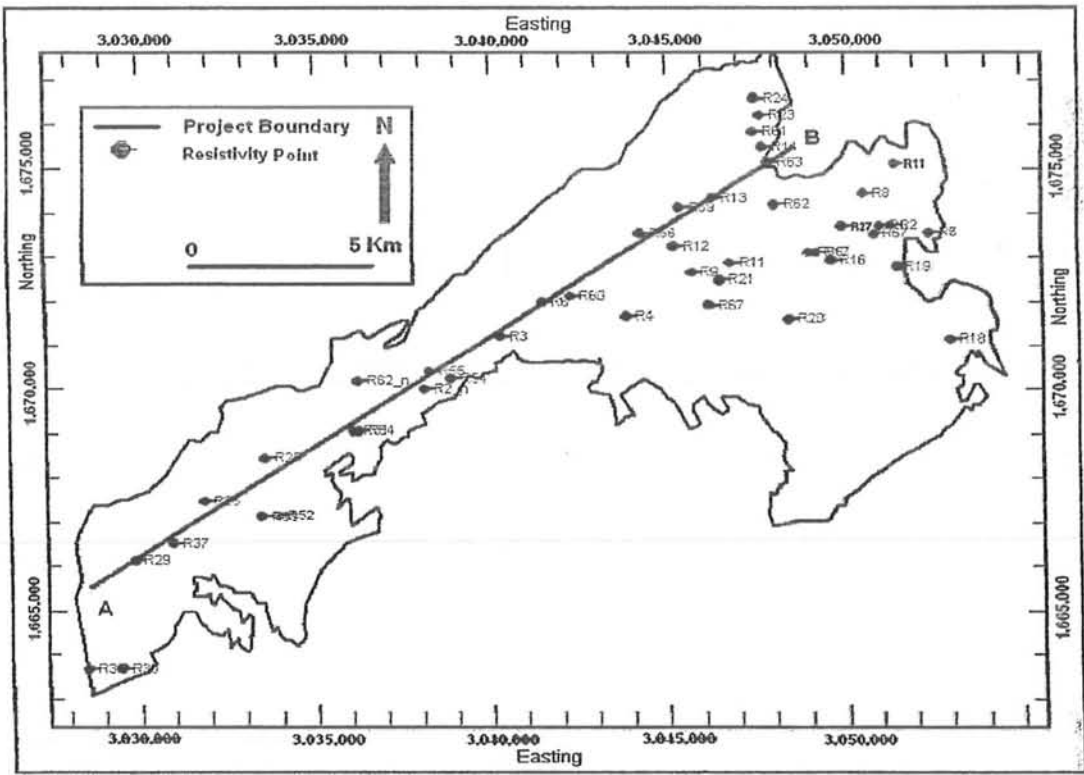 Easting
3.030,000 3.035,000 3.040,000 3.045,000 3.050,000
Project Boundary N
Resistivity Point
0 5 Km
Northing
1,675,000
1,670,000
1,665,000
Northing
1,675,000
1,670,000
1,665,000
R24
R23
R61
B
R63
R11
R13
R8
R62
R27
R8
R12
R67
R11
R16
R19
R9
R21
R60
R67
R4
R20
R3
R18
R62_n
R37
R29
A
3.030,000 3.035,000 3.040,000 3.045,000 3.050,000
Easting